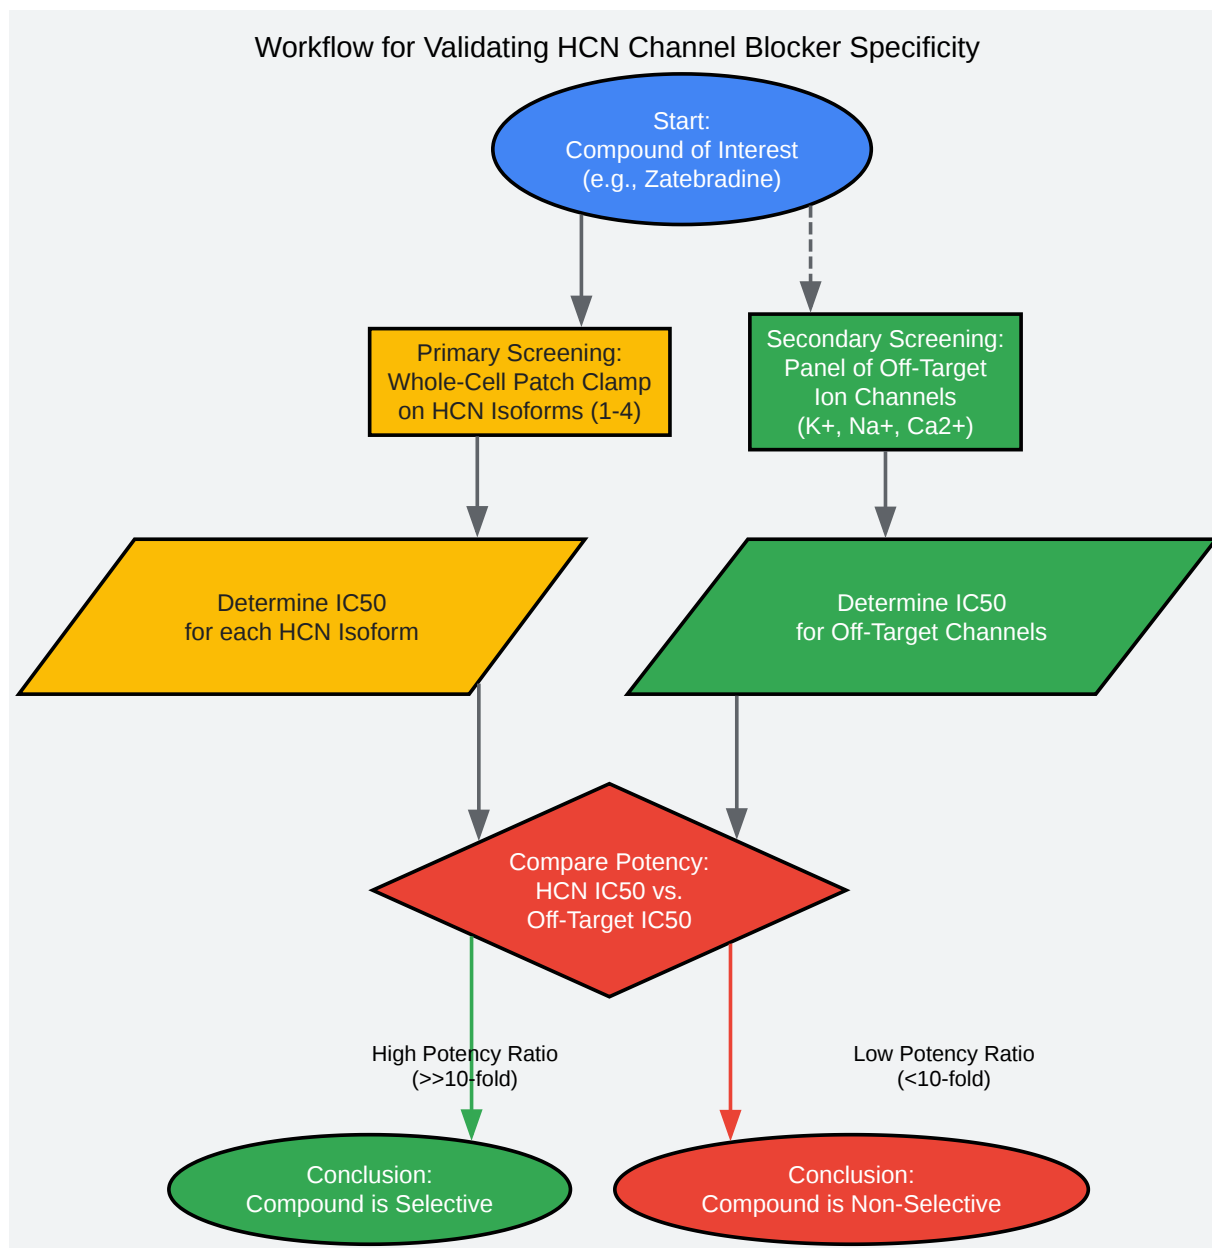 Workflow for Validating HCN Channel Blocker Specificity
Start:
Compound of Interest
(e.g., Zatebradine)
Primary Screening:
Whole-Cell Patch Clamp
on HCN Isoforms (1-4)
Secondary Screening:
Panel of Off-Target
Ion Channels
(K+, Na+, Ca2+)
Determine IC50
for each HCN Isoform
Determine IC50
for Off-Target Channels
Compare Potency:
HCN IC50 vs.
Off-Target IC50
High Potency Ratio
(>>10-fold)
Low Potency Ratio
(<10-fold)
Conclusion:
Compound is Selective
Conclusion:
Compound is Non-Selective